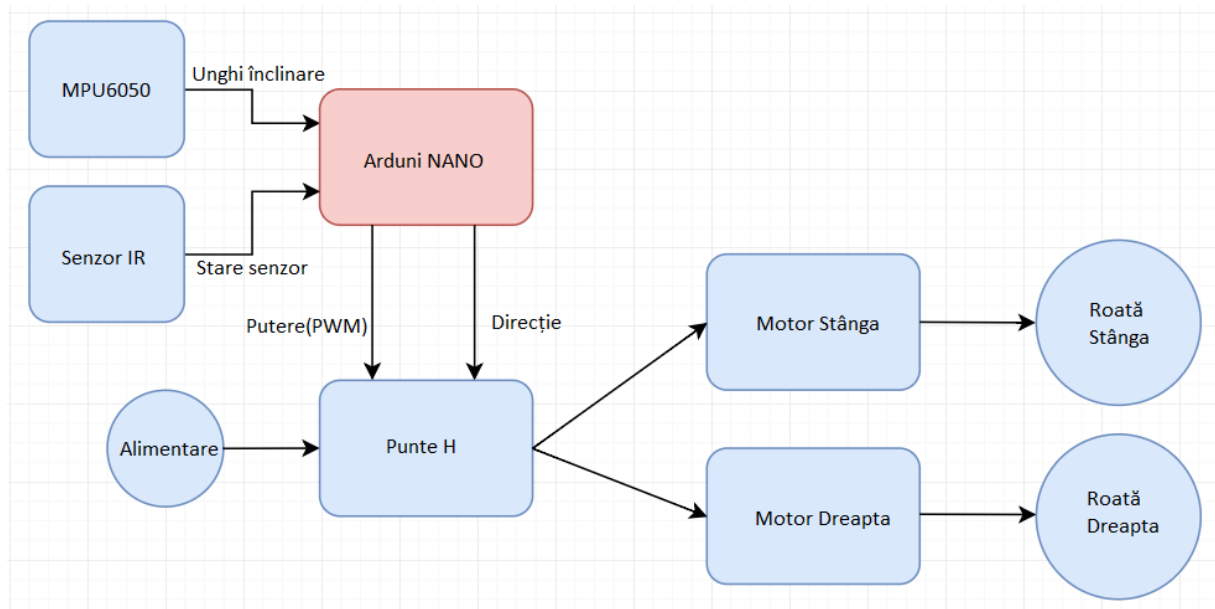 MPU6050
Unghi înclinare
Arduni NANO
Senzor IR
Stare senzor
Putere(PWM)
Direcție
Motor Stânga
Roată
Stânga
Alimentare
Punte H
Motor Dreapta
Roată
Dreapta